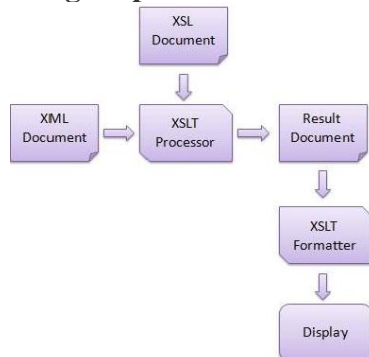 XSL
Document
XML
Document
XSLT
Processor
Result
Document
XSLT
Formatter
Display